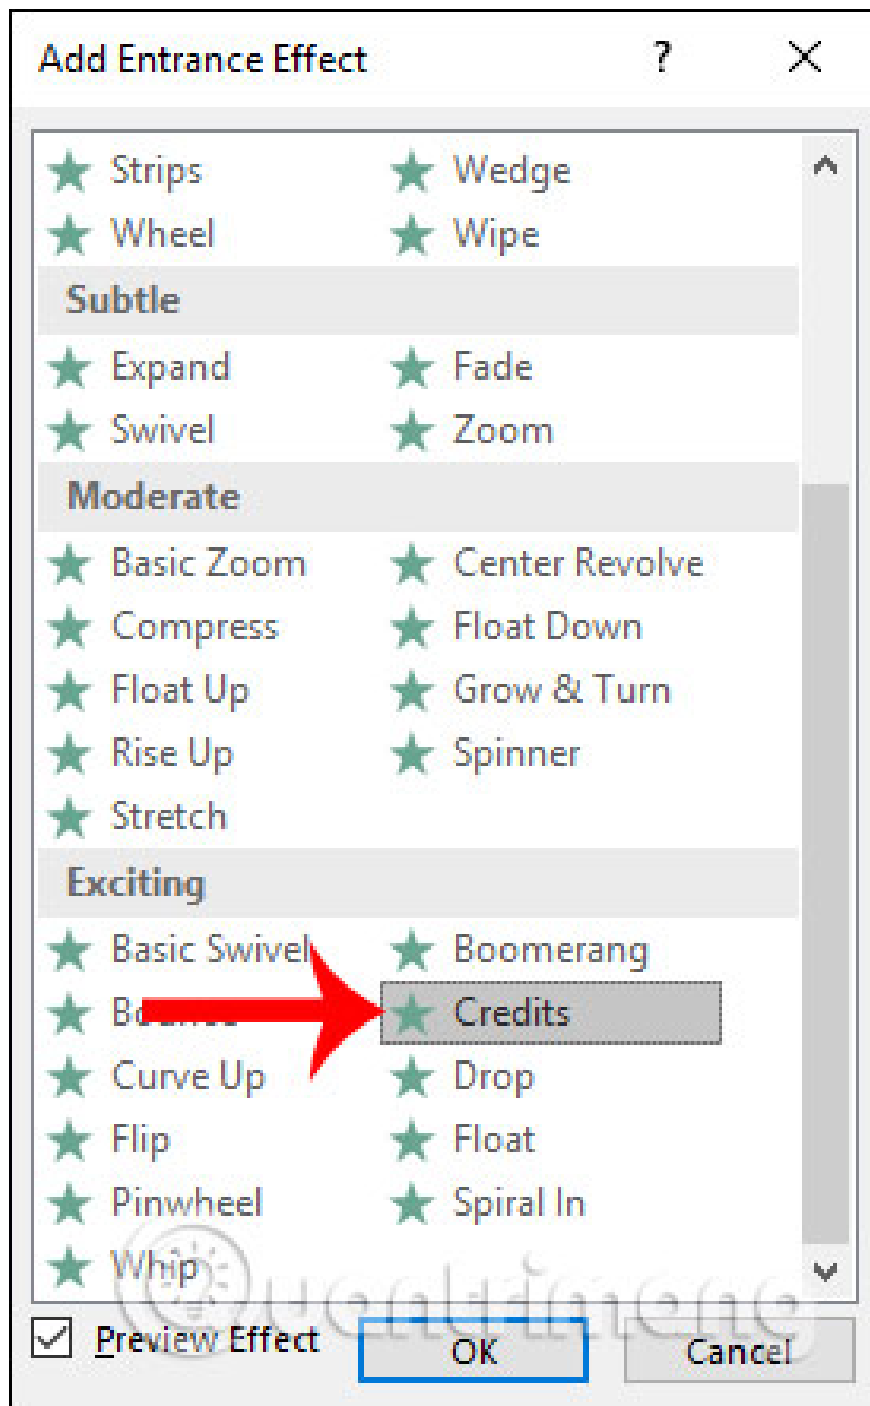 Add Entrance Effect ?
Strips Wedge
Wheel Wipe
Subtle
Expand Fade
Swivel Zoom
Moderate
Basic Zoom Center Revolve
Compress Float Down
Float Up Grow & Turn
Rise Up Spinner
Stretch
Exciting
Basic Swivel Boomerang
Bounce Credits
Curve Up Drop
Flip Float
Pinwheel Spiral In
Whip
Quantrimang
Preview Effect OK Cancel